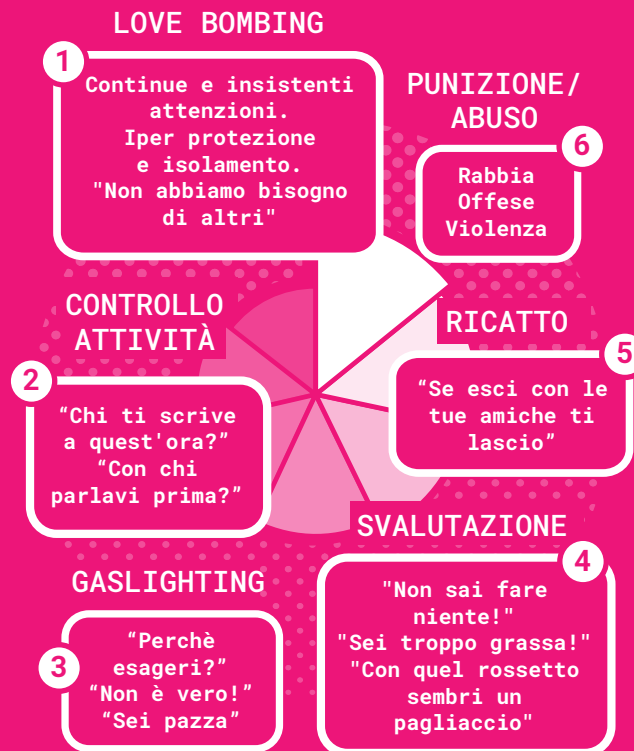 LOVE BOMBING
1
Continue e insistenti
attenzioni.
Iper protezione
e isolamento.
"Non abbiamo bisogno
di altri"
CONTROLLO
ATTIVITÀ
2
“Chi ti scrive
a quest'ora?”
“Con chi
parlavi prima?”
GASLIGHTING
3
“Perchè
esageri?”
“Non è vero!”
“Sei pazza”
SVALUTAZIONE
4
"Non sai fare
niente!"
"Sei troppo grassa!"
"Con quel rossetto
sembri un
pagliaccio"
RICATTO
5
“Se esci con le
tue amiche ti
lascio”
PUNIZIONE/
ABUSO
6
Rabbia
Offese
Violenza